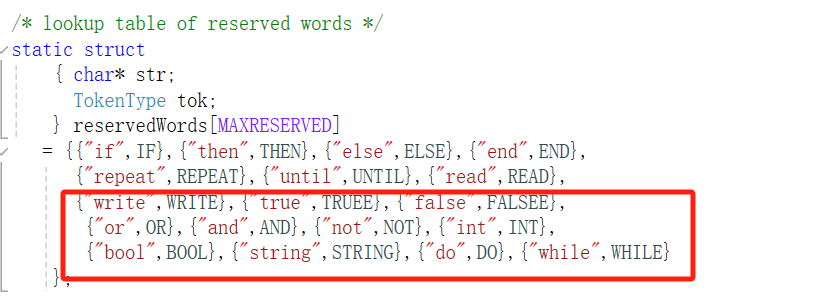 /* lookup table of reserved words */
static struct
{ char* str;
TokenType tok;
} reservedWords[MAXRESERVED]
= {{"if",IF},{"then",THEN},{"else",ELSE},{"end",END},
{"repeat",REPEAT},{"until",UNTIL},{"read",READ},
{"write",WRITE},{"true",TRUEE},{"false",FALSEE},
{"or",OR},{"and",AND},{"not",NOT},{"int",INT},
{"bool",BOOL},{"string",STRING},{"do",DO},{"while",WHILE}
};